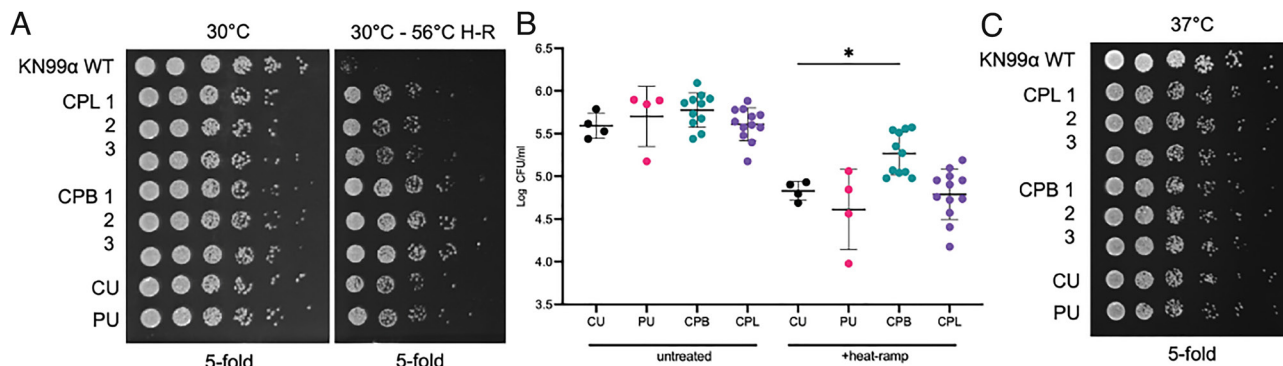 A
30°C
30°C - 56°C H-R
KN99α WT
CPL 1
2
3
CPB 1
2
3
CU
PU
5-fold
5-fold
B
Log CFU/ml
6.5
6.0
5.5
5.0
4.5
4.0
3.5
*
CU PU CPB CPL CU PU CPB CPL
untreated +heat-ramp
C
37°C
KN99α WT
CPL 1
2
3
CPB 1
2
3
CU
PU
5-fold